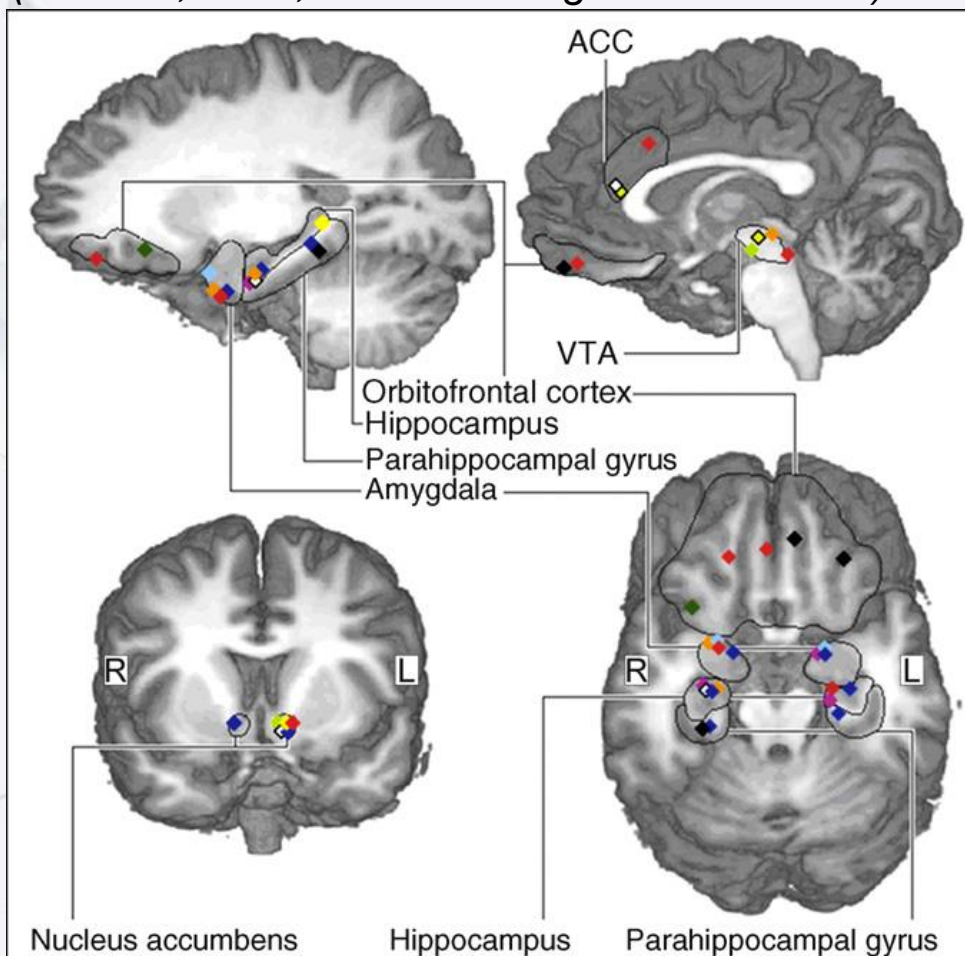 ACC
VTA
Orbitofrontal cortex
Hippocampus
Parahippocampal gyrus
Amygdala
R
L
R
L
Nucleus accumbens
Hippocampus
Parahippocampal gyrus